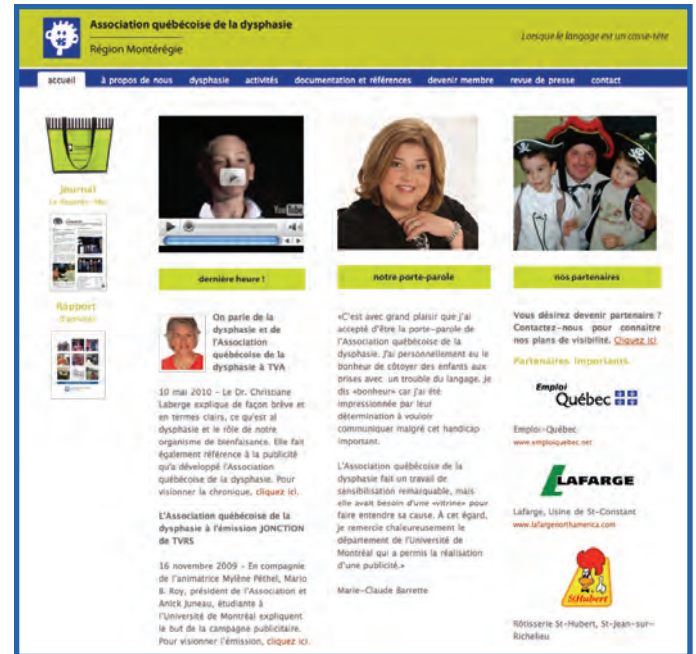 Association québécoise de la dysphasie
Région Montérégie
Lorsque le langage est un casse-tête
accueil à propos de nous dysphasie activités documentation et références devenir membre revue de presse contact
Journal
Rapport
d'activités
YouTube
dernière heure !
On parle de la
dysphasie et de
l'Association
québécoise de la
dysphasie à TVA
10 mai 2010 - Le Dr. Christiane
Laberge explique de façon brève et
en termes clairs, ce qu'est al
dysphasie et le rôle de notre
organisme de bienfaisance. Elle fait
également référence à la publicité
qu'a développé l'Association
québécoise de la dysphasie. Pour
visionner la chronique, cliquez ici.
L'Association québécoise de la
dysphasie à l'émission JONCTION
de TVRS
16 novembre 2009 - En compagnie
de l'animatrice Mylène Péthel, Mario
B. Roy, président de l'Association et
Anick Juneau, étudiante à
l'Université de Montréal expliquent
le but de la campagne publicitaire.
Pour visionner l'émission, cliquez ici.
notre porte-parole
«C'est avec grand plaisir que j'ai
accepté d'être la porte-parole de
l'Association québécoise de la
dysphasie. J'ai personnellement eu le
bonheur de côtoyer des enfants aux
prises avec un trouble du langage. Je
dis «bonheur» car j'ai été
impressionnée par leur
détermination à vouloir
communiquer malgré cet handicap
important.
L'Association québécoise de la
dysphasie fait un travail de
sensibilisation remarquable, mais
elle avait besoin d'une «vitrine» pour
faire entendre sa cause. À cet égard,
je remercie chaleureusement le
département de l'Université de
Montréal qui a permis la réalisation
d'une publicité.»
Marie-Claude Barrette
nos partenaires
Vous désirez devenir partenaire ?
Contactez-nous pour connaitre
nos plans de visibilité. Cliquez ici
Partenaires importants
Emploi
Québec
Emploi-Québec
www.emploiquebec.net
LAFARGE
Lafarge, Usine de St-Constant
www.lafargenorthamerica.com
St-Hubert
Rôtisserie St-Hubert, St-Jean-sur-
Richelieu